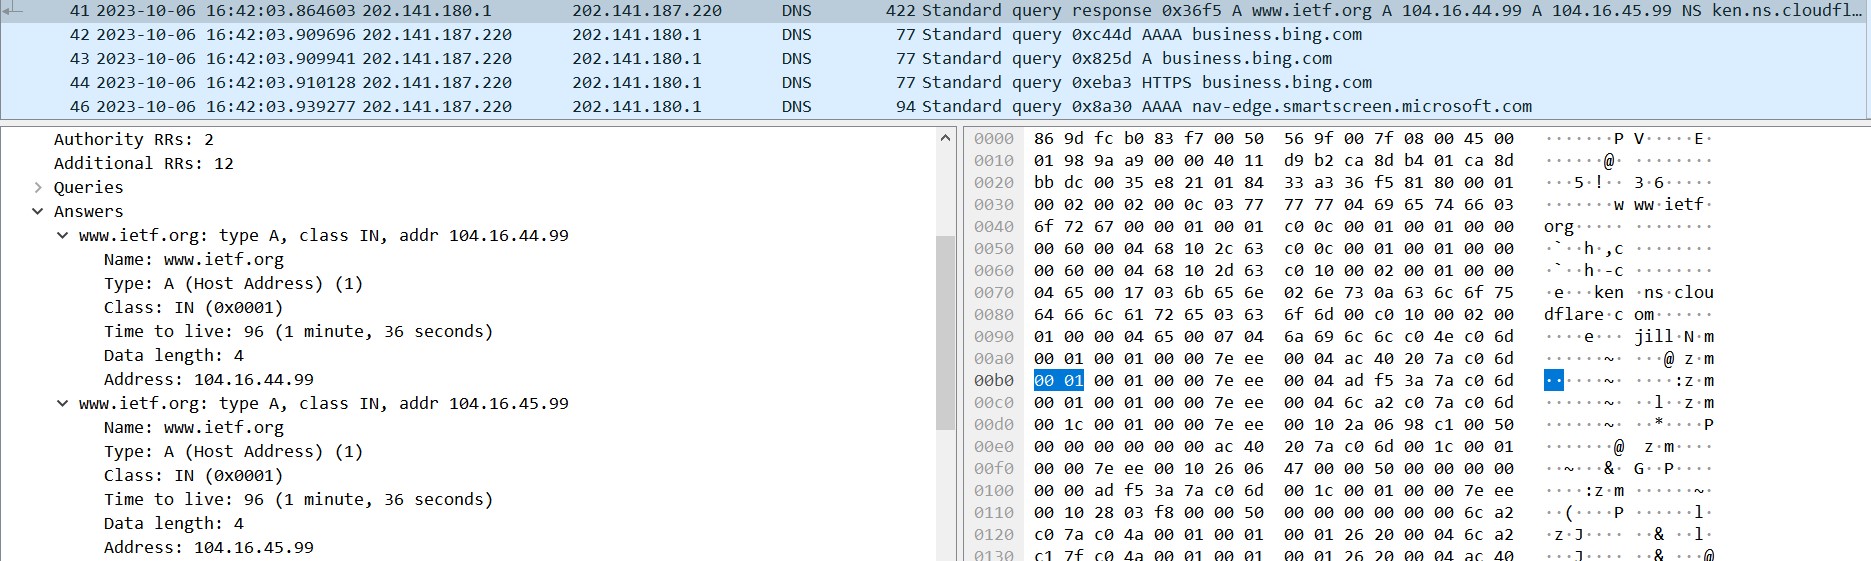 41 2023-10-06 16:42:03.864603 202.141.180.1 202.141.187.220 DNS 422 Standard query response 0x36f5 A www.ietf.org A 104.16.44.99 A 104.16.45.99 NS ken.ns.cloudfl…
42 2023-10-06 16:42:03.909696 202.141.187.220 202.141.180.1 DNS 77 Standard query 0xc44d AAAA business.bing.com
43 2023-10-06 16:42:03.909941 202.141.187.220 202.141.180.1 DNS 77 Standard query 0x825d A business.bing.com
44 2023-10-06 16:42:03.910128 202.141.187.220 202.141.180.1 DNS 77 Standard query 0xeba3 HTTPS business.bing.com
46 2023-10-06 16:42:03.939277 202.141.187.220 202.141.180.1 DNS 94 Standard query 0x8a30 AAAA nav-edge.smartscreen.microsoft.com
Authority RRs: 2
Additional RRs: 12
Queries
Answers
www.ietf.org: type A, class IN, addr 104.16.44.99
Name: www.ietf.org
Type: A (Host Address) (1)
Class: IN (0x0001)
Time to live: 96 (1 minute, 36 seconds)
Data length: 4
Address: 104.16.44.99
www.ietf.org: type A, class IN, addr 104.16.45.99
Name: www.ietf.org
Type: A (Host Address) (1)
Class: IN (0x0001)
Time to live: 96 (1 minute, 36 seconds)
Data length: 4
Address: 104.16.45.99
0000 86 9d fc b0 83 f7 00 50 56 9f 00 7f 08 00 45 00 ·······P V·····E·
0010 01 98 9a a9 00 00 40 11 d9 b2 ca 8d b4 01 ca 8d ······@· ········
0020 bb dc 00 35 e8 21 01 84 33 a3 36 f5 81 80 00 01 ···5·!·· 3·6·····
0030 00 02 00 02 00 0c 03 77 77 77 04 69 65 74 66 03 ·······w ww·ietf·
0040 6f 72 67 00 00 01 00 01 c0 0c 00 01 00 01 00 00 org····· ········
0050 00 60 00 04 68 10 2c 63 c0 0c 00 01 00 01 00 00 ·`··h·,c ········
0060 00 60 00 04 68 10 2d 63 c0 10 00 02 00 01 00 00 ·`··h·-c ········
0070 04 65 00 17 03 6b 65 6e 02 6e 73 0a 63 6c 6f 75 ·e···ken ·ns·clou
0080 64 66 6c 61 72 65 03 63 6f 6d 00 c0 10 00 02 00 dflare·c om······
0090 01 00 00 04 65 00 07 04 6a 69 6c 6c c0 4e c0 6d ····e··· jill·N·m
00a0 00 01 00 01 00 00 7e ee 00 04 ac 40 20 7a c0 6d ······~· ···@ z·m
00b0 00 01 00 01 00 00 7e ee 00 04 ad f5 3a 7a c0 6d ······~· ····:z·m
00c0 00 01 00 01 00 00 7e ee 00 04 6c a2 c0 7a c0 6d ······~· ··l··z·m
00d0 00 1c 00 01 00 00 7e ee 00 10 2a 06 98 c1 00 50 ······~· ··*····P
00e0 00 00 00 00 00 00 ac 40 20 7a c0 6d 00 1c 00 01 ·······@ z·m····
00f0 00 00 7e ee 00 10 26 06 47 00 00 50 00 00 00 00 ··~···&· G··P····
0100 00 00 ad f5 3a 7a c0 6d 00 1c 00 01 00 00 7e ee ····:z·m ······~·
0110 00 10 28 03 f8 00 00 50 00 00 00 00 00 00 6c a2 ··(····P ······l·
0120 c0 7a c0 4a 00 01 00 01 00 01 26 20 00 04 6c a2 ·z·J···· ··& ··l·
0130 c1 7f c0 4a 00 01 00 01 00 01 26 20 00 04 ac 40 ···J···· ··& ···@